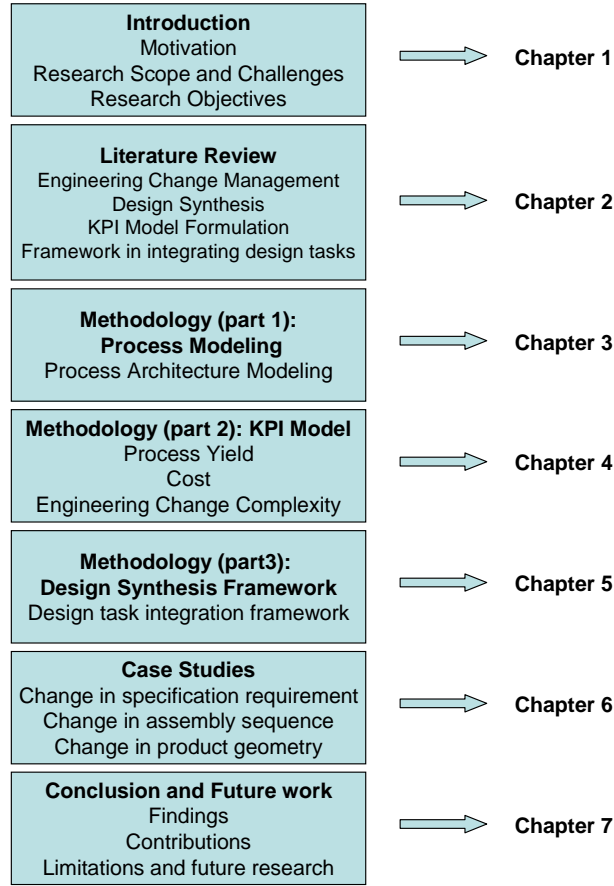 Introduction
Motivation
Research Scope and Challenges
Research Objectives
Chapter 1
Literature Review
Engineering Change Management
Design Synthesis
KPI Model Formulation
Framework in integrating design tasks
Chapter 2
Methodology (part 1):
Process Modeling
Process Architecture Modeling
Chapter 3
Methodology (part 2): KPI Model
Process Yield
Cost
Engineering Change Complexity
Chapter 4
Methodology (part3):
Design Synthesis Framework
Design task integration framework
Chapter 5
Case Studies
Change in specification requirement
Change in assembly sequence
Change in product geometry
Chapter 6
Conclusion and Future work
Findings
Contributions
Limitations and future research
Chapter 7